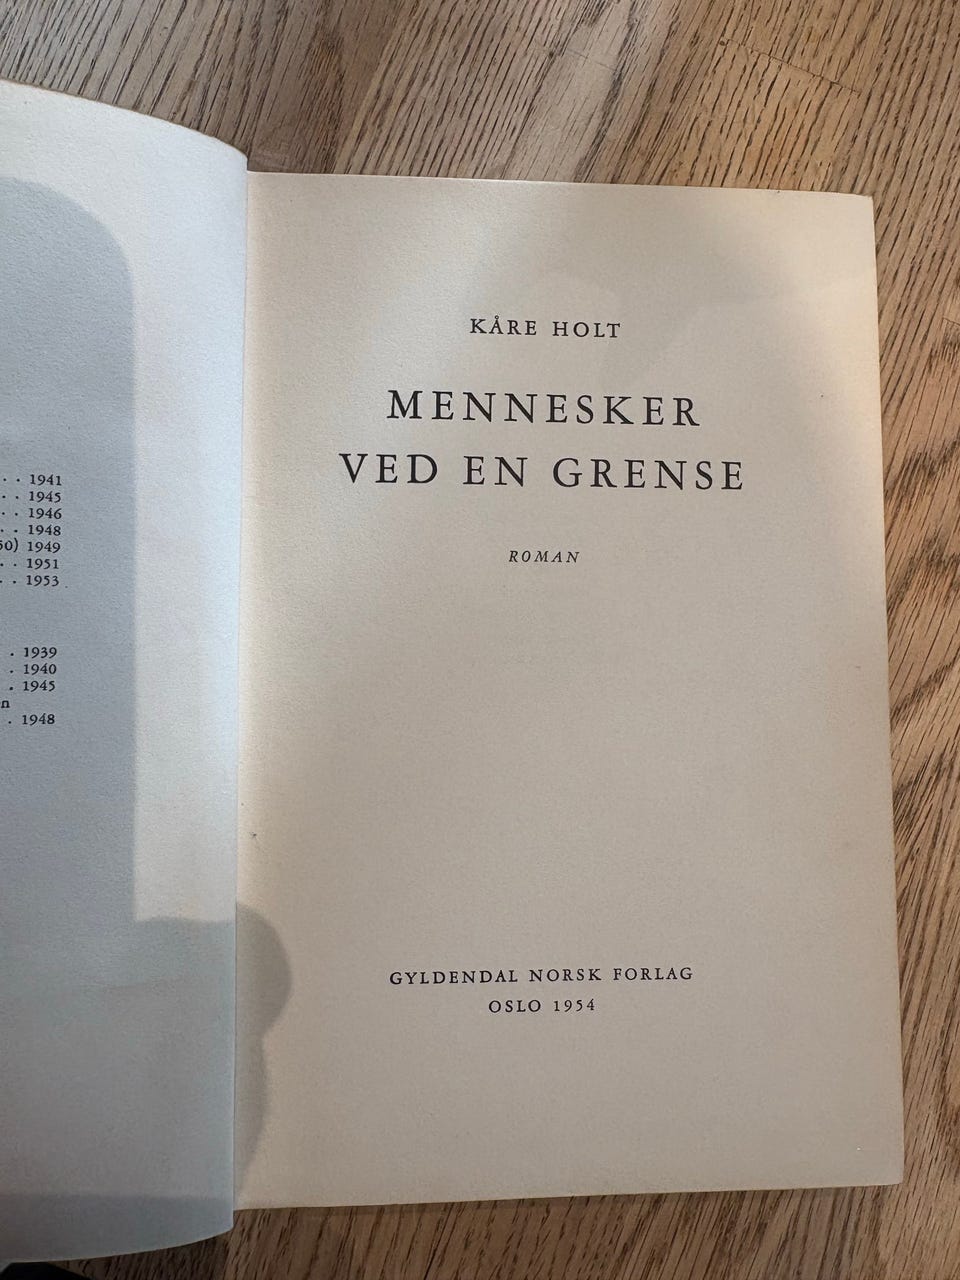 . . 1941
. . 1945
. . 1946
. . 1948
50) 1949
. . 1951
. . 1953
. 1939
. 1940
. 1945
n
. 1948
KÅRE HOLT
MENNESKER
VED EN GRENSE
ROMAN
GYLDENDAL NORSK FORLAG
OSLO 1954